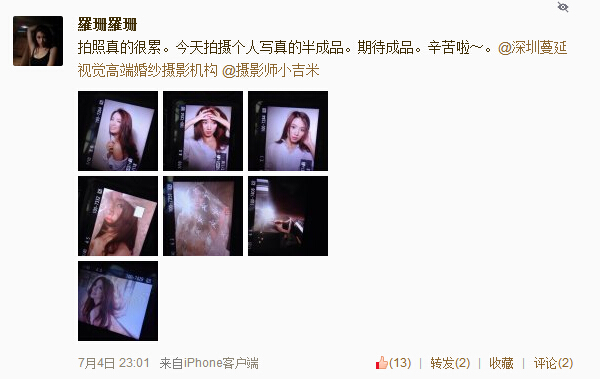 羅珊羅珊
拍照真的很累。今天拍摄个人写真的半成品。期待成品。辛苦啦～。@深圳蔓延
视觉高端婚纱摄影机构 @摄影师小吉米
7月4日 23:01 来自iPhone客户端 (13) | 转发(2) | 收藏 | 评论(2)